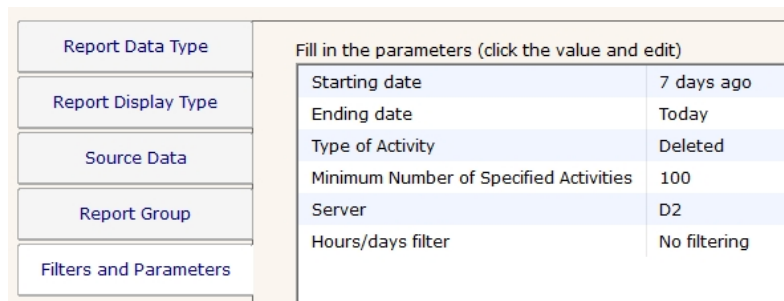 Report Data Type
Report Display Type
Source Data
Report Group
Filters and Parameters
Fill in the parameters (click the value and edit)
Starting date 7 days ago
Ending date Today
Type of Activity Deleted
Minimum Number of Specified Activities 100
Server D2
Hours/days filter No filtering